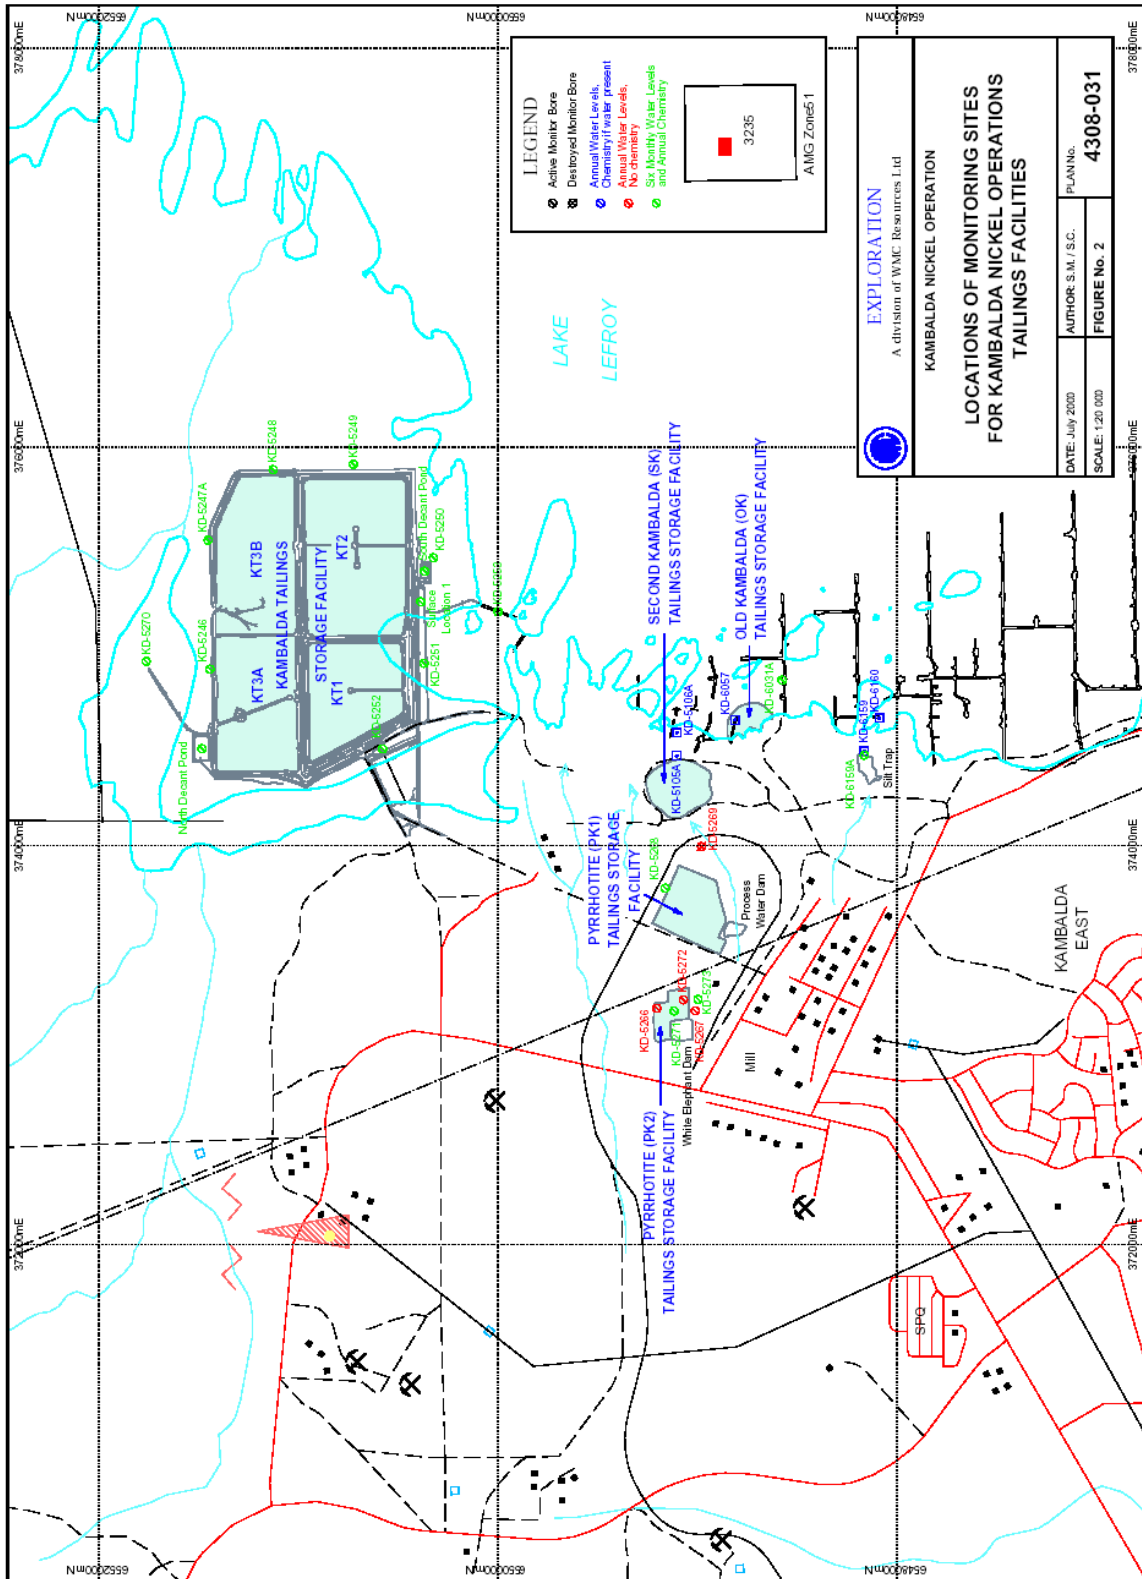 378000mE
376000mE
374000mE
372000mE
6552000mN
6550000mN
6548000mN
LEGEND
Active Monitor Bore
Destroyed Monitor Bore
Annual Water Levels,
Chemistry if water present
Annual Water Levels,
No chemistry
Six Monthly Water Levels
and Annual Chemistry
3235
AMG Zone51
EXPLORATION
A division of WMC Resources Ltd
KAMBALDA NICKEL OPERATION
LOCATIONS OF MONITORING SITES
FOR KAMBALDA NICKEL OPERATIONS
TAILINGS FACILITIES
DATE: July 2000
AUTHOR: S.M. / S.C.
PLAN No.
SCALE: 1:20 000
FIGURE No. 2
4308-031
LAKE
LEFROY
KD-5270
KD-5246
KD-5247A
KD-5248
KD-5249
KD-5250
KD-5251
KD-5252
North Decant Pond
South Decant Pond
Surface
Location 1
KT3A
KT3B
KAMBALDA TAILINGS
STORAGE FACILITY
KT1
KT2
SECOND KAMBALDA (SK)
TAILINGS STORAGE FACILITY
OLD KAMBALDA (OK)
TAILINGS STORAGE FACILITY
KD-5105A
KD-5106A
KD-6057
KD-6031A
KD-6159
KD-6160
KD-6159A
Silt Trap
PYRRHOTITE (PK1)
TAILINGS STORAGE
FACILITY
KD-5268
KD-5269
Process
Water Dam
KD-5266
KD-5271
KD-5267
KD-5272
KD-5273
White Elephant Dam
PYRRHOTITE (PK2)
TAILINGS STORAGE FACILITY
Mill
KAMBALDA
EAST
SPQ
372000mE
374000mE
376000mE
378000mE
6552000mN
6550000mN
6548000mN